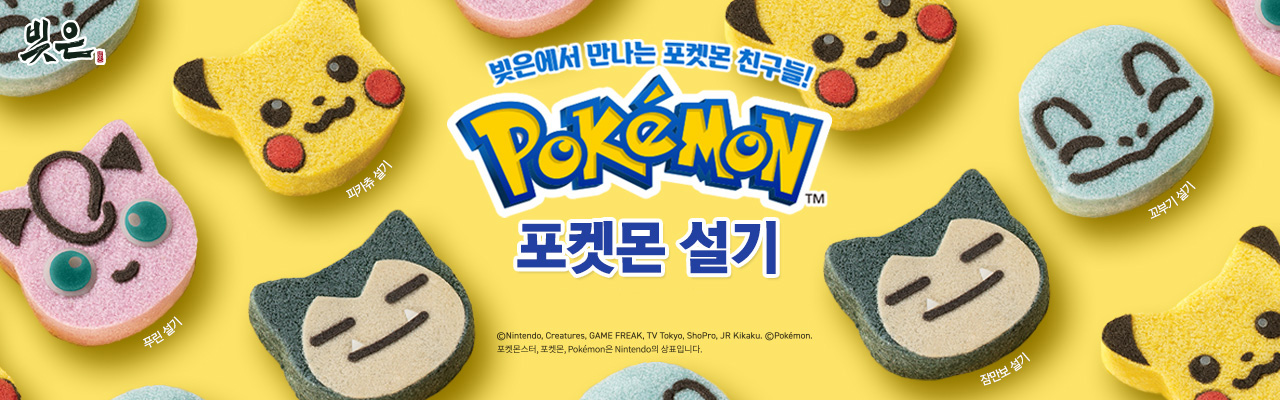 빚은
빚은에서 만나는 포켓몬 친구들!
POKéMON
TM
포켓몬 설기
피카츄 설기
푸린 설기
꼬부기 설기
잠만보 설기
©Nintendo, Creatures, GAME FREAK, TV Tokyo, ShoPro, JR Kikaku. ©Pokémon.
포켓몬스터, 포켓몬, Pokémon은 Nintendo의 상표입니다.